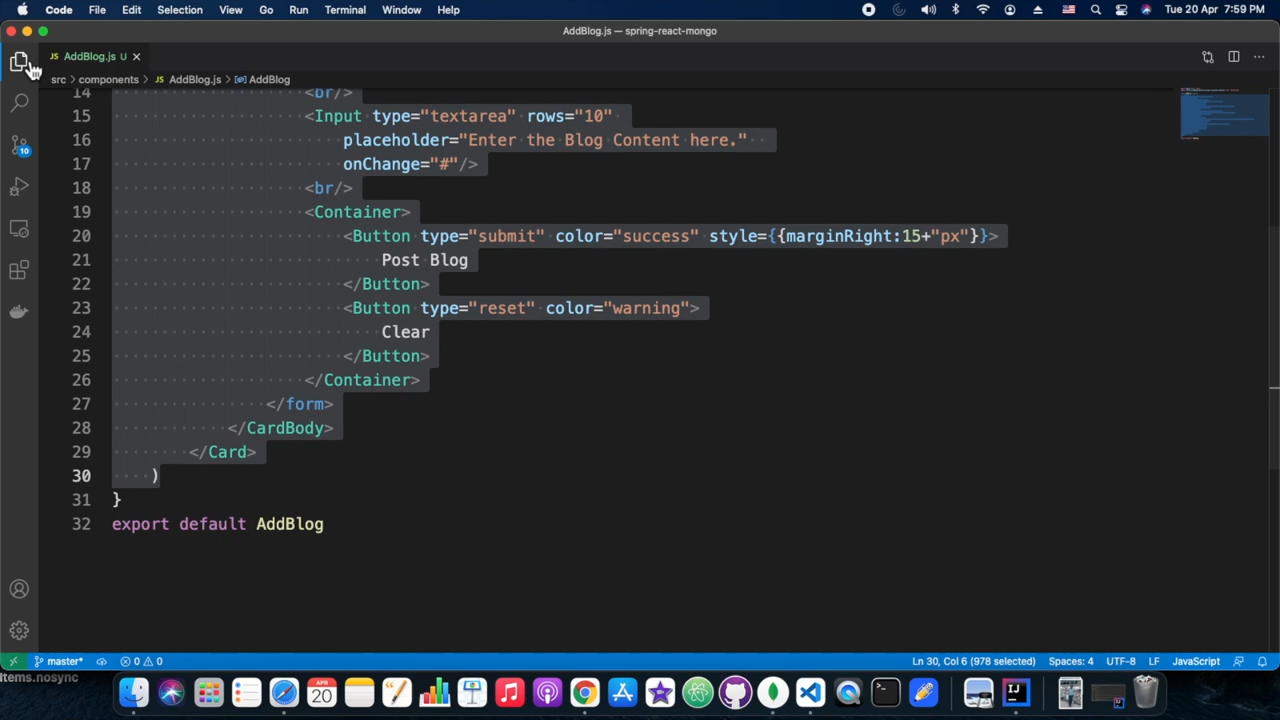 Code File Edit Selection View Go Run Terminal Window Help Tue 20 Apr 7:59 PM
AddBlog.js — spring-react-mongo
JS AddBlog.js U
src > components > JS AddBlog.js > AddBlog
14 <br/>
15 <Input type="textarea" rows="10"
16 placeholder="Enter the Blog Content here."
17 onChange="#"/>
18 <br/>
19 <Container>
20 <Button type="submit" color="success" style={{marginRight:15+"px"}}>
21 Post Blog
22 </Button>
23 <Button type="reset" color="warning">
24 Clear
25 </Button>
26 </Container>
27 </form>
28 </CardBody>
29 </Card>
30 )
31 }
32 export default AddBlog
10
master* 0 0 Ln 30, Col 6 (978 selected) Spaces: 4 UTF-8 LF JavaScript
Items.nosync
APR
20